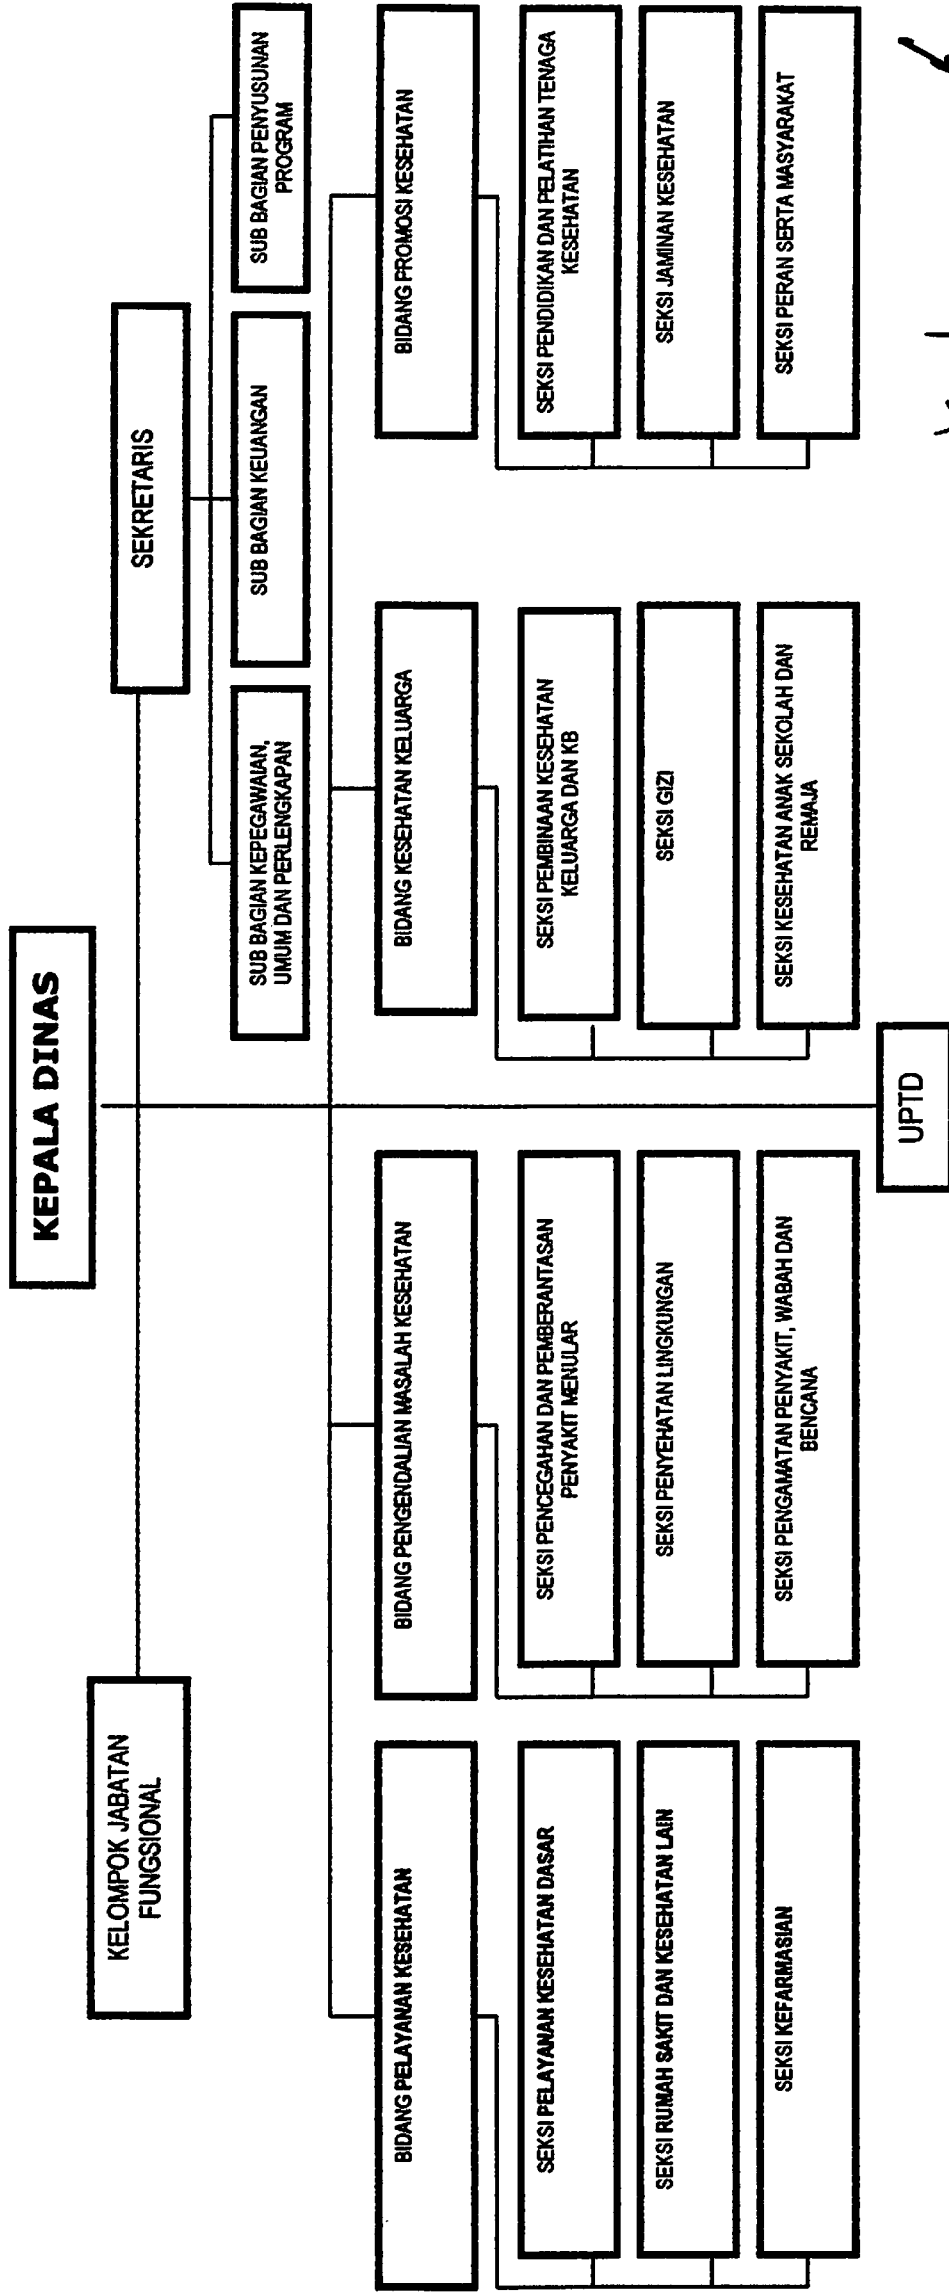 KEPALA DINAS
KELOMPOK JABATAN
FUNGSIONAL
SEKRETARIS
SUB BAGIAN KEPEGAWAIAN,
UMUM DAN PERLENGKAPAN
SUB BAGIAN KEUANGAN
SUB BAGIAN PENYUSUNAN
PROGRAM
BIDANG PELAYANAN KESEHATAN
SEKSI PELAYANAN KESEHATAN DASAR
SEKSI RUMAH SAKIT DAN KESEHATAN LAIN
SEKSI KEFARMASIAN
BIDANG PENGENDALIAN MASALAH KESEHATAN
SEKSI PENCEGAHAN DAN PEMBERANTASAN
PENYAKIT MENULAR
SEKSI PENYEHATAN LINGKUNGAN
SEKSI PENGAMATAN PENYAKIT, WABAH DAN
BENCANA
BIDANG KESEHATAN KELUARGA
SEKSI PEMBINAAN KESEHATAN
KELUARGA DAN KB
SEKSI GIZI
SEKSI KESEHATAN ANAK SEKOLAH DAN
REMAJA
BIDANG PROMOSI KESEHATAN
SEKSI PENDIDIKAN DAN PELATIHAN TENAGA
KESEHATAN
SEKSI JAMINAN KESEHATAN
SEKSI PERAN SERTA MASYARAKAT
UPTD